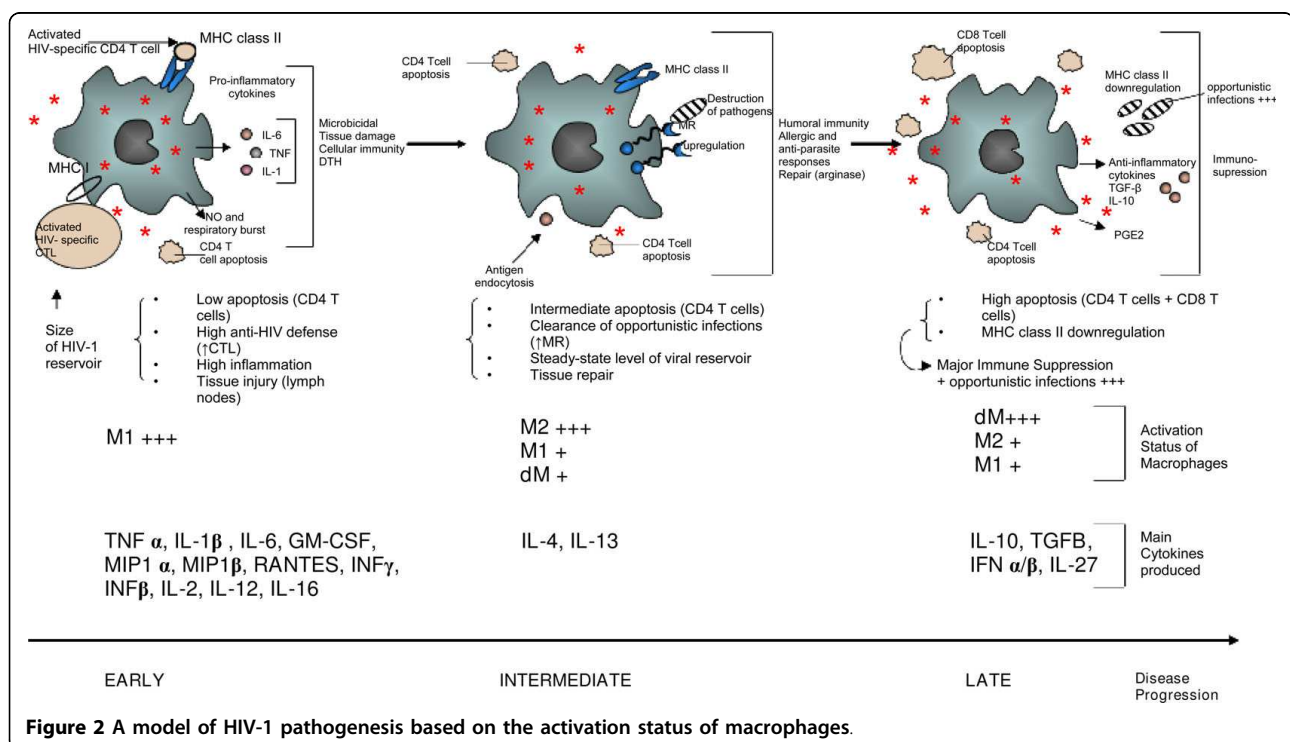 Activated
HIV-specific CD4 T cell
MHC class II
Pro-inflammatory
cytokines
IL-6
TNF
IL-1
MHC I
Activated
HIV- specific
CTL
NO and
respiratory burst
CD4 T
cell apoptosis
Microbicidal
Tissue damage
Cellular immunity
DTH
CD4 Tcell
apoptosis
MHC class II
Destruction
of pathogens
MR
upregulation
Antigen
endocytosis
CD4 Tcell
apoptosis
Humoral immunity
Allergic and
anti-parasite
responses
Repair (arginase)
CD8 Tcell
apoptosis
MHC class II
downregulation
opportunistic
infections +++
Anti-inflammatory
cytokines
TGF-β
IL-10
PGE2
CD4 Tcell
apoptosis
Immuno-
supression
Size
of HIV-1
reservoir
• Low apoptosis (CD4 T
cells)
• High anti-HIV defense
(↑CTL)
• High inflammation
• Tissue injury (lymph
nodes)
• Intermediate apoptosis (CD4 T cells)
• Clearance of opportunistic infections
(↑MR)
• Steady-state level of viral reservoir
• Tissue repair
• High apoptosis (CD4 T cells + CD8 T
cells)
• MHC class II downregulation
Major Immune Suppression
+ opportunistic infections +++
M1 +++
M2 +++
M1 +
dM +
dM+++
M2 +
M1 +
Activation
Status of
Macrophages
TNF α, IL-1β , IL-6, GM-CSF,
MIP1 α, MIP1β, RANTES, INFγ,
INFβ, IL-2, IL-12, IL-16
IL-4, IL-13
IL-10, TGFB,
IFN α/β, IL-27
Main
Cytokines
produced
EARLY
INTERMEDIATE
LATE
Disease
Progression
Figure 2 A model of HIV-1 pathogenesis based on the activation status of macrophages.